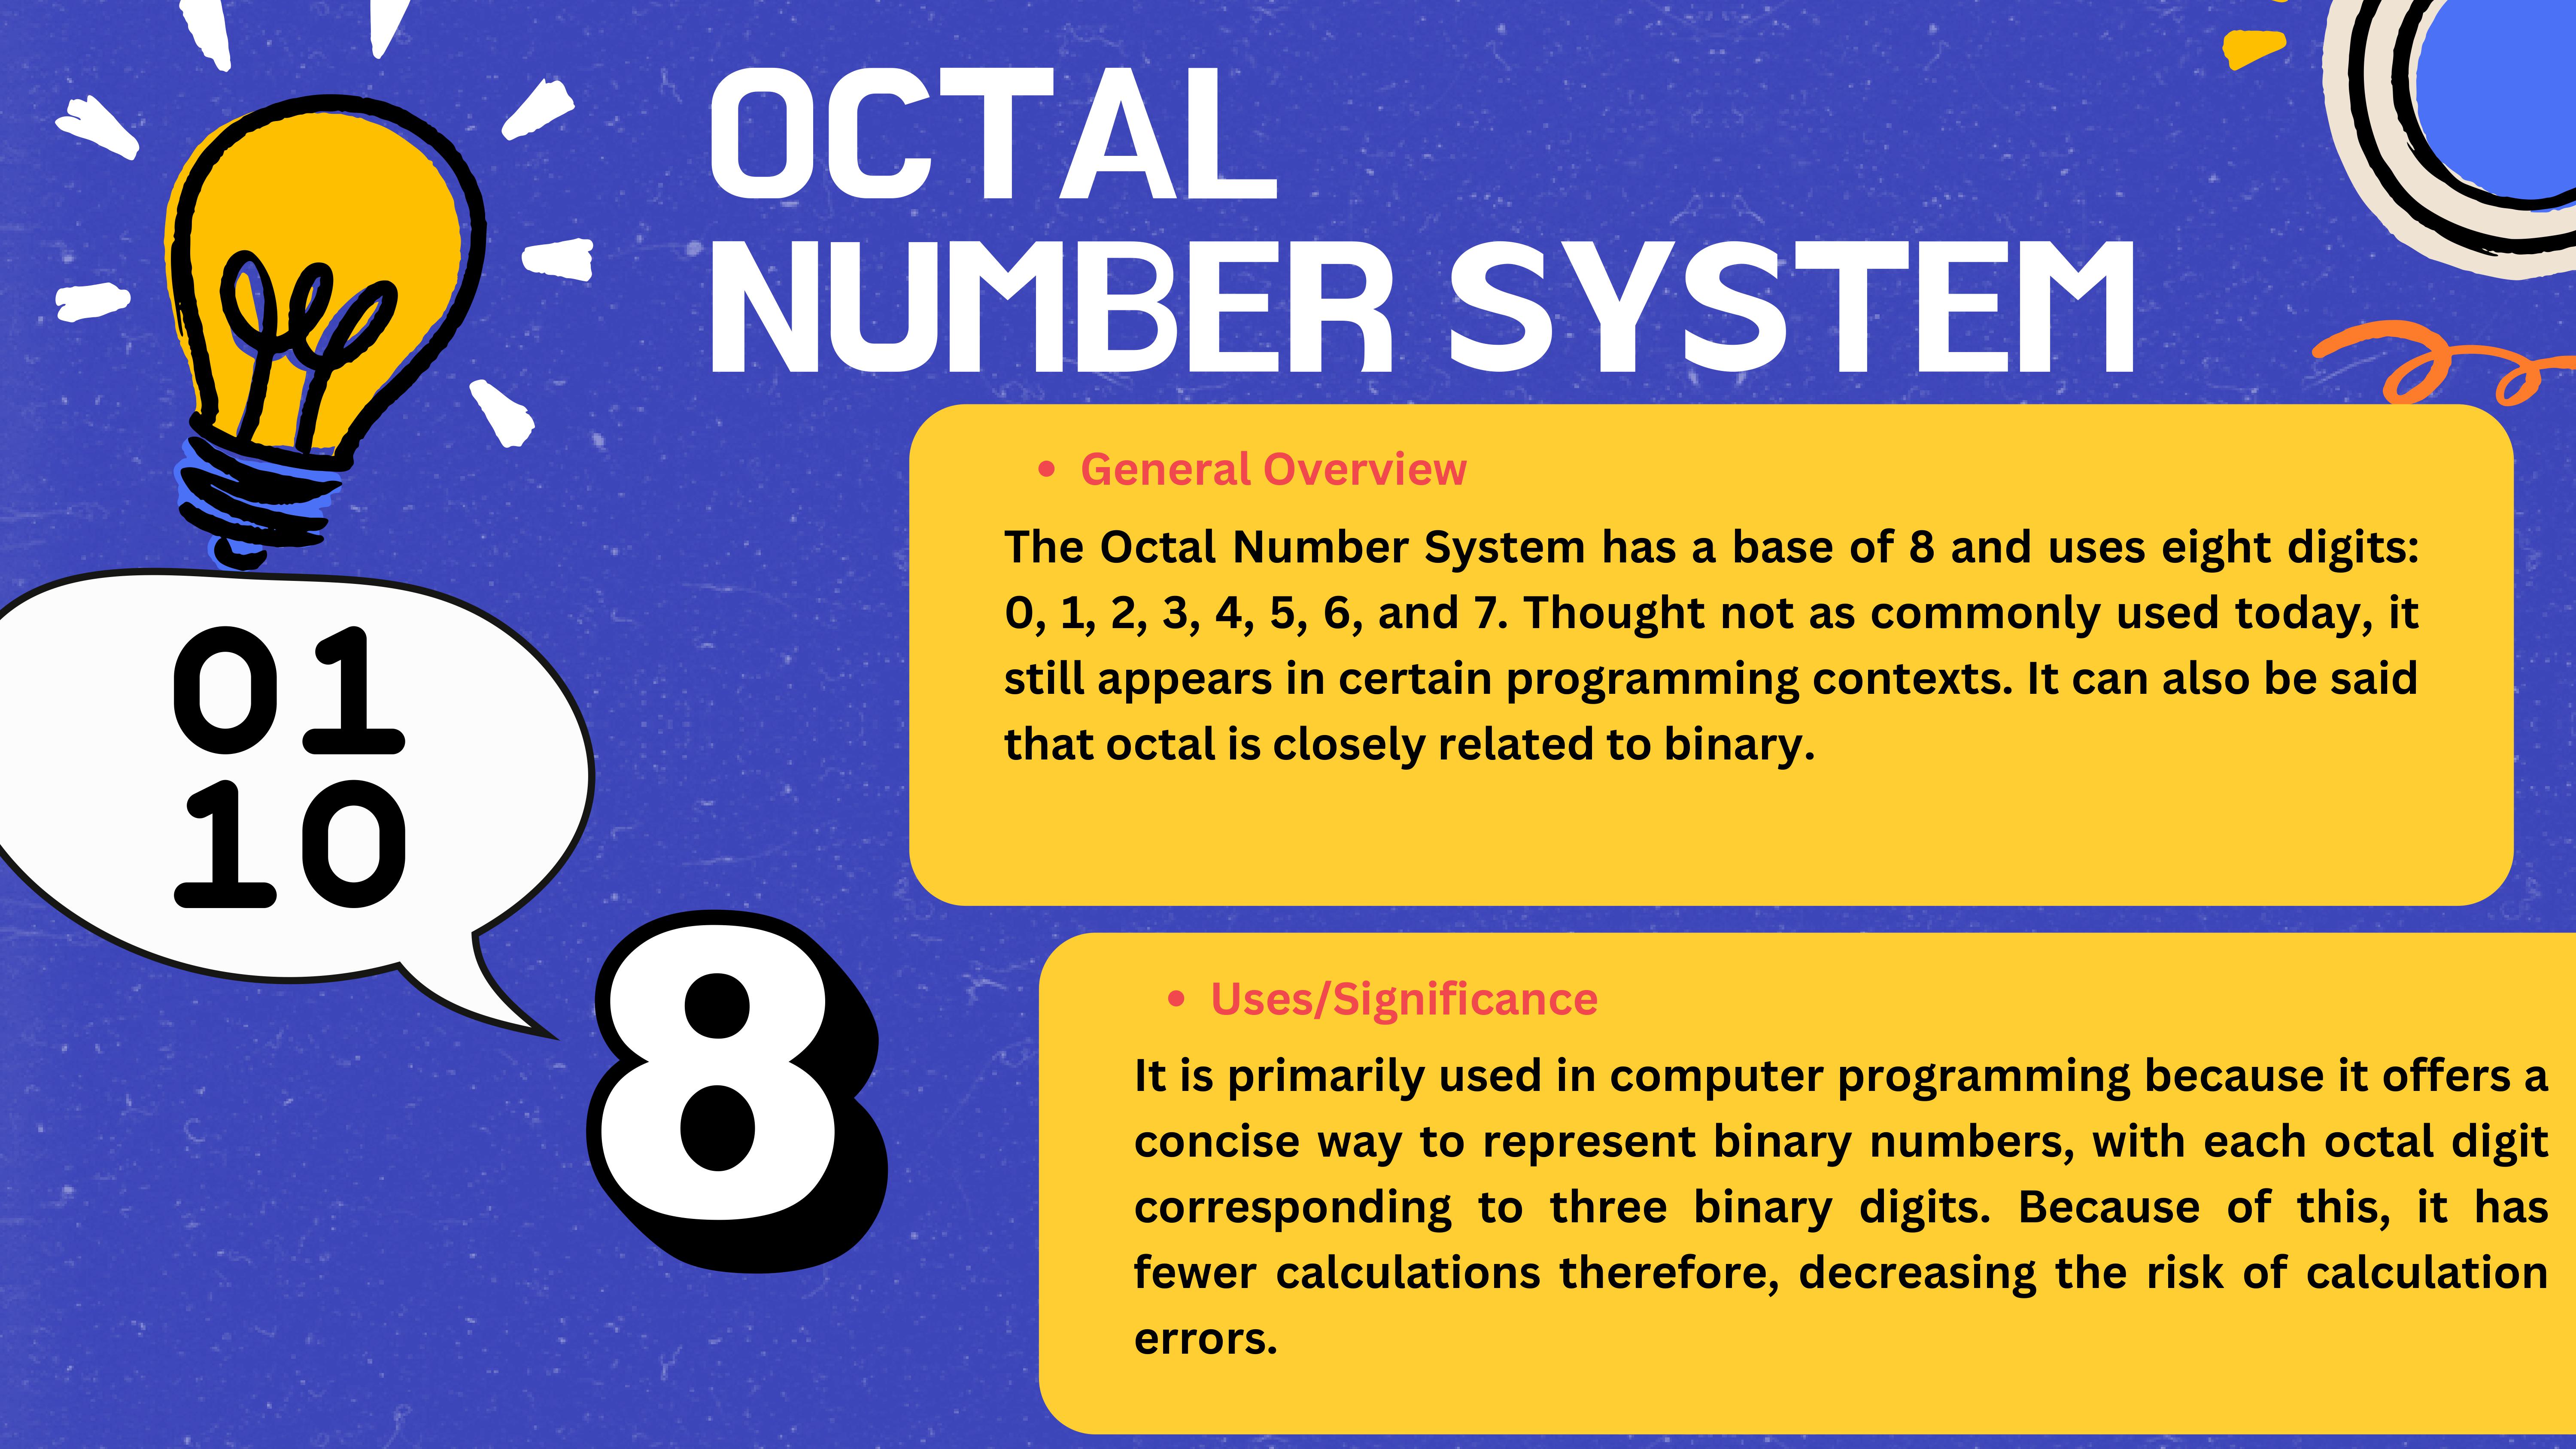 OCTAL
NUMBER SYSTEM
• General Overview
The Octal Number System has a base of 8 and uses eight digits:
0, 1, 2, 3, 4, 5, 6, and 7. Thought not as commonly used today, it
still appears in certain programming contexts. It can also be said
that octal is closely related to binary.
01
10
8
• Uses/Significance
It is primarily used in computer programming because it offers a
concise way to represent binary numbers, with each octal digit
corresponding to three binary digits. Because of this, it has
fewer calculations therefore, decreasing the risk of calculation
errors.